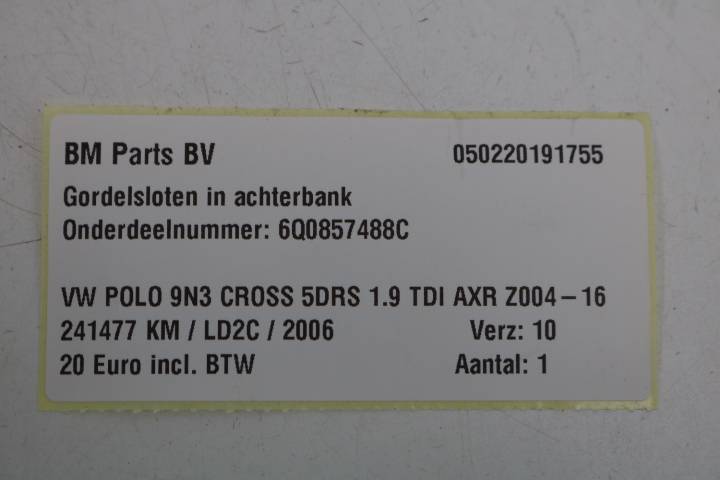 BM Parts BV 050220191755
Gordelsloten in achterbank
Onderdeelnummer: 6Q0857488C
VW POLO 9N3 CROSS 5DRS 1.9 TDI AXR Z004-16
241477 KM / LD2C / 2006 Verz: 10
20 Euro incl. BTW Aantal: 1